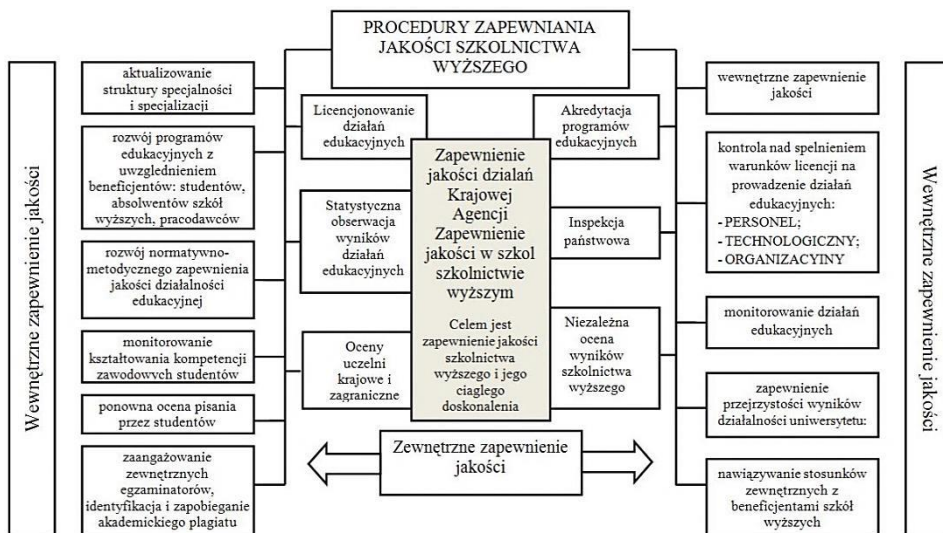 PROCEDURY ZAPEWNIANIA
JAKOŚCI SZKOLNICTWA
WYŻSZEGO
Wewnętrzne zapewnienie jakości
aktualizowanie
struktury specjalności
i specjalizacji
rozwój programów
edukacyjnych z
uwzględnieniem
beneficjentów: studentów,
absolwentów szkół
wyższych, pracodawców
rozwój normatywno-
metodycznego zapewnienia
jakości działalności
edukacyjnej
monitorowanie
kształtowania kompetencji
zawodowych studentów
ponowna ocena pisania
przez studentów
zaangażowanie
zewnętrznych
egzaminatorów,
identyfikacja i zapobieganie
akademickiego plagiatu
Licencjonowanie
działań
edukacyjnych
Statystyczna
obserwacja
wyników
działań
edukacyjnych
Oceny
uczelni
krajowe i
zagraniczne
Zapewnienie
jakości działań
Krajowej
Agencji
Zapewnienie
jakości w szkol
szkolnictwie
wyższym
Celem jest
zapewnienie jakości
szkolnictwa
wyższego i jego
ciągłego
doskonalenia
Akredytacja
programów
edukacyjnych
Inspekcja
państwowa
Niezależna
ocena
wyników
szkolnictwa
wyższego
Zewnętrzne zapewnienie
jakości
wewnętrzne zapewnienie
jakości
kontrola nad spełnieniem
warunków licencji na
prowadzenie działań
edukacyjnych:
- PERSONEL;
- TECHNOLOGICZNY;
- ORGANIZACYJNY
monitorowanie działań
edukacyjnych
zapewnienie
przejrzystości wyników
działalności uniwersytetu:
nawiązywanie stosunków
zewnętrznych z
beneficjentami szkół
wyższych
Wewnętrzne zapewnienie jakości